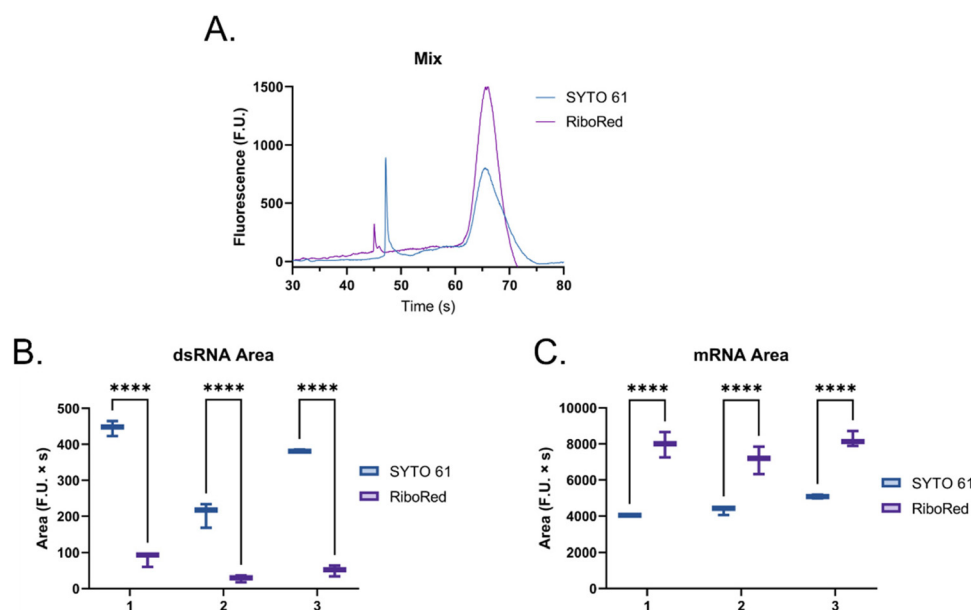 A.
Mix
1500
1000
500
0
Fluorescence (F.U.)
30 40 50 60 70 80
Time (s)
SYTO 61
RiboRed
B.
dsRNA Area
**** **** ****
500
400
300
200
100
0
Area (F.U. × s)
1 2 3
SYTO 61
RiboRed
C.
mRNA Area
**** **** ****
10000
8000
6000
4000
2000
0
Area (F.U. × s)
1 2 3
SYTO 61
RiboRed